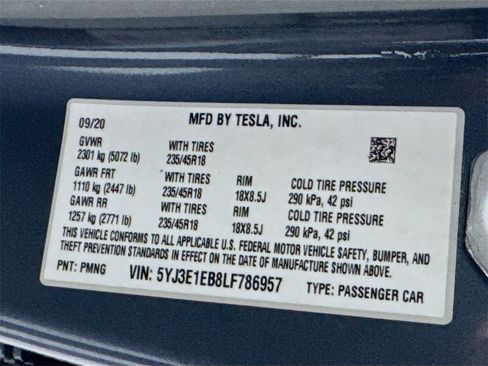 MFD BY TESLA, INC.
09/20
GVWR WITH TIRES
2301 kg (5072 lb) 235/45R18
GAWR FRT WITH TIRES RIM COLD TIRE PRESSURE
1110 kg (2447 lb) 235/45R18 18X8.5J 290 kPa, 42 psi
GAWR RR WITH TIRES RIM COLD TIRE PRESSURE
1257 kg (2771 lb) 235/45R18 18X8.5J 290 kPa, 42 psi
THIS VEHICLE CONFORMS TO ALL APPLICABLE U.S. FEDERAL MOTOR VEHICLE SAFETY, BUMPER, AND
THEFT PREVENTION STANDARDS IN EFFECT ON THE DATE OF MANUFACTURE SHOWN ABOVE.
PNT: PMNG VIN: 5YJ3E1EB8LF786957 TYPE: PASSENGER CAR